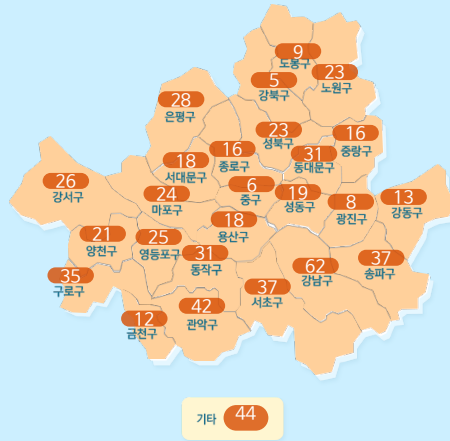 9
도봉구
23
노원구
5
강북구
28
은평구
23
성북구
16
중랑구
16
종로구
31
동대문구
18
서대문구
26
강서구
24
마포구
6
중구
19
성동구
8
광진구
13
강동구
18
용산구
21
양천구
25
영등포구
31
동작구
62
강남구
37
송파구
35
구로구
37
서초구
42
관악구
12
금천구
기타 44